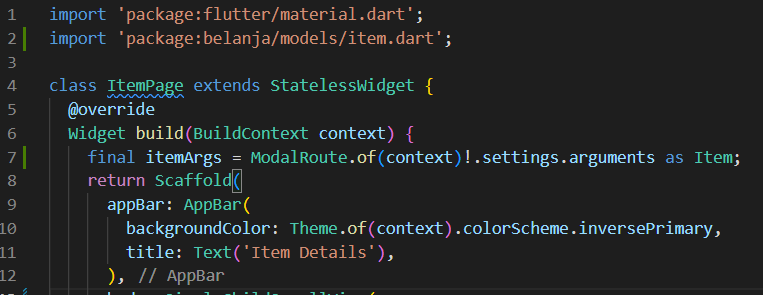 1 import 'package:flutter/material.dart';
2 import 'package:belanja/models/item.dart';
3
4 class ItemPage extends StatelessWidget {
5 @override
6 Widget build(BuildContext context) {
7 final itemArgs = ModalRoute.of(context)!.settings.arguments as Item;
8 return Scaffold(
9 appBar: AppBar(
10 backgroundColor: Theme.of(context).colorScheme.inversePrimary,
11 title: Text('Item Details'),
12 ), // AppBar